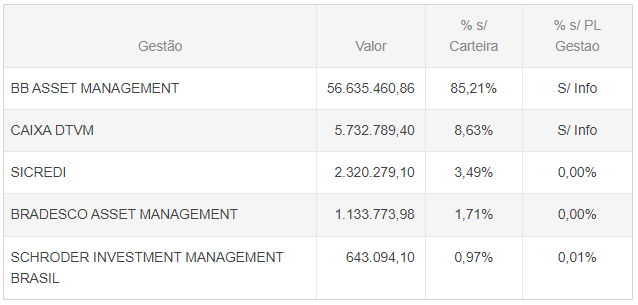 Gestão Valor % s/ Carteira % s/ PL Gestao
BB ASSET MANAGEMENT 56.635.460,86 85,21% S/ Info
CAIXA DTVM 5.732.789,40 8,63% S/ Info
SICREDI 2.320.279,10 3,49% 0,00%
BRADESCO ASSET MANAGEMENT 1.133.773,98 1,71% 0,00%
SCHRODER INVESTMENT MANAGEMENT BRASIL 643.094,10 0,97% 0,01%